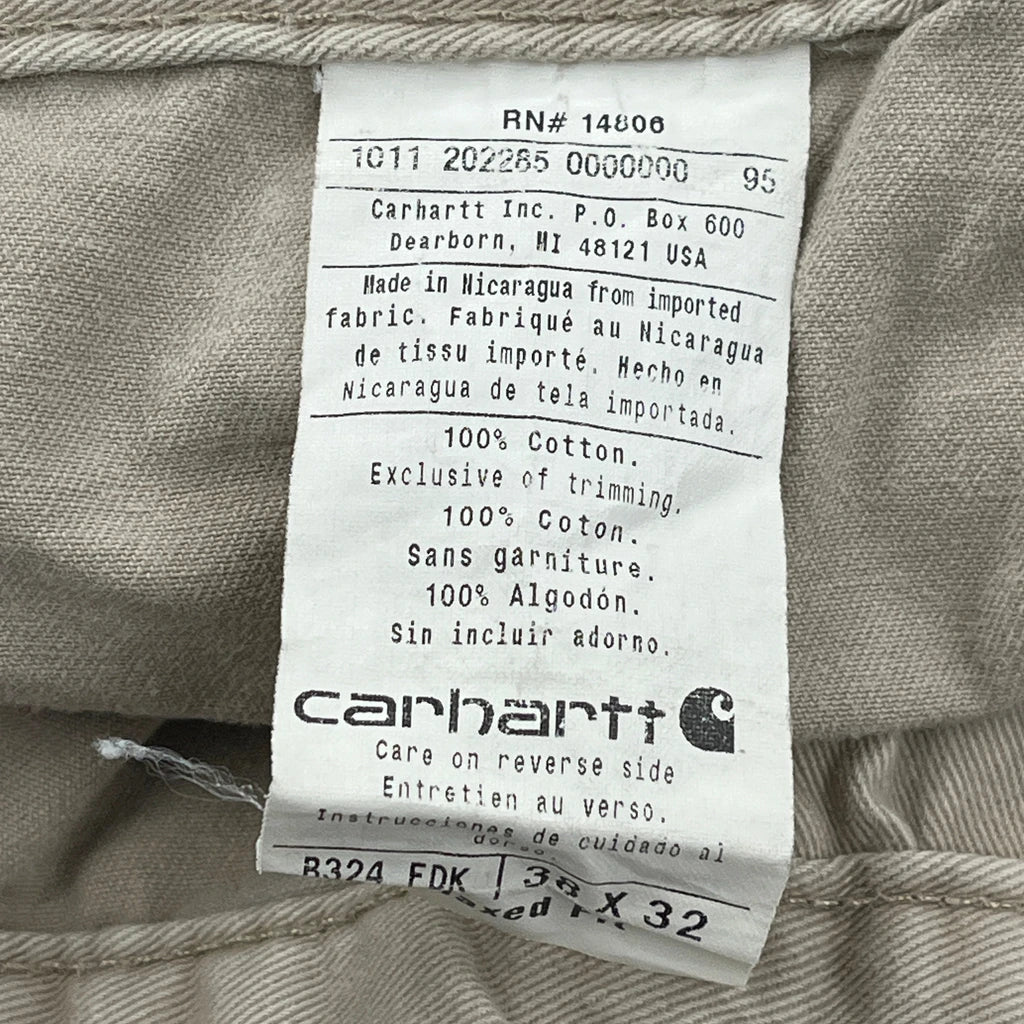 RN# 14806
1011 202285 0000000 95
Carhartt Inc. P.O. Box 600
Dearborn, MI 48121 USA
Made in Nicaragua from imported
fabric. Fabriqué au Nicaragua
de tissu importé. Hecho en
Nicaragua de tela importada.
100% Cotton.
Exclusive of trimming.
100% Coton.
Sans garniture.
100% Algodón.
Sin incluir adorno.
carhartt
Care on reverse side
Entretien au verso.
Instrucciones de cuidado al
dorso.
B324 FDK 38 X 32